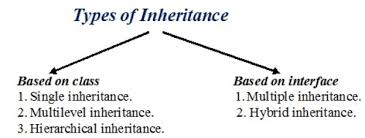 Types of Inheritance
Based on class
1. Single inheritance.
2. Multilevel inheritance.
3. Hierarchical inheritance.
Based on interface
1. Multiple inheritance.
2. Hybrid inheritance.